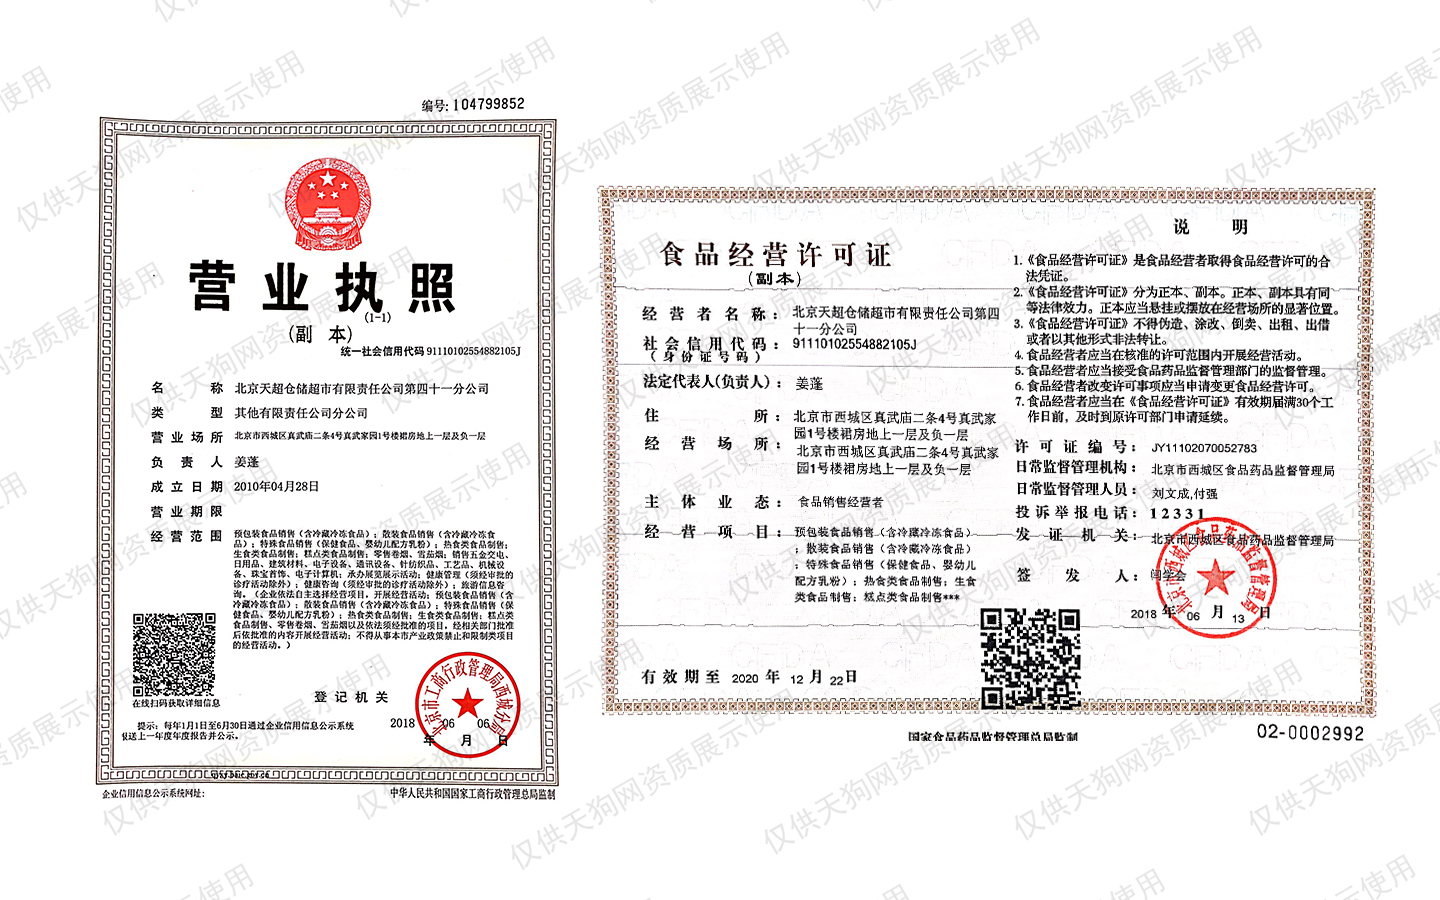 编号: 104799852
营业执照
(副 本)
(1-1)
统一社会信用代码 91110102554882105J
名 称 北京天超仓储超市有限责任公司第四十一分公司
类 型 其他有限责任公司分公司
营业场所 北京市西城区真武庙二条4号真武家园1号楼裙房地上一层及负一层
负 责 人 姜蓬
成立日期 2010年04月28日
营业期限
经营范围 预包装食品销售（含冷藏冷冻食品）；散装食品销售（含冷藏冷冻食
品）；特殊食品销售（保健食品、婴幼儿配方乳粉）；热食类食品制售；
生食类食品制售；糕点类食品制售；零售卷烟、雪茄烟；销售五金交电、
日用品、建筑材料、电子设备、通讯设备、针纺织品、工艺品、机械设
备、珠宝首饰、电子计算机；承办展览展示活动；健康管理（须经审批的
诊疗活动除外）；健康咨询（须经审批的诊疗活动除外）；旅游信息咨
询。（企业依法自主选择经营项目，开展经营活动；预包装食品销售（含
冷藏冷冻食品）；散装食品销售（含冷藏冷冻食品）；特殊食品销售（保
健食品、婴幼儿配方乳粉）；热食类食品制售；生食类食品制售；糕点类
食品制售、零售卷烟、雪茄烟以及依法须经批准的项目，经相关部门批准
后依批准的内容开展经营活动；不得从事本市产业政策禁止和限制类项目
的经营活动。）
在线扫码获取详细信息
登记机关
2018 年 06 月 06 日
提示：每年1月1日至6月30日通过企业信用信息公示系统
报送上一年度年度报告并公示。
企业信用信息公示系统网址：
中华人民共和国国家工商行政管理总局监制
食品经营许可证
(副本)
经营者名称：北京天超仓储超市有限责任公司第四
十一分公司
社会信用代码：91110102554882105J
(身份证号码)
法定代表人(负责人)：姜蓬
住 所：北京市西城区真武庙二条4号真武家
园1号楼裙房地上一层及负一层
经营场所：北京市西城区真武庙二条4号真武家
园1号楼裙房地上一层及负一层
主体业态：食品销售经营者
经营项目：预包装食品销售（含冷藏冷冻食品）
；散装食品销售（含冷藏冷冻食品）
；特殊食品销售（保健食品、婴幼儿
配方乳粉）；热食类食品制售；生食
类食品制售；糕点类食品制售***
有效期至 2020 年 12 月 22日
说 明
1.《食品经营许可证》是食品经营者取得食品经营许可的合
法凭证。
2.《食品经营许可证》分为正本、副本。正本、副本具有同
等法律效力。正本应当悬挂或摆放在经营场所的显著位置。
3.《食品经营许可证》不得伪造、涂改、倒卖、出租、出借
或者以其他形式非法转让。
4. 食品经营者应当在核准的许可范围内开展经营活动。
5. 食品经营者应当接受食品药品监督管理部门的监督管理。
6. 食品经营者改变许可事项应当申请变更食品经营许可。
7. 食品经营者应当在《食品经营许可证》有效期届满30个工
作日前，及时到原许可部门申请延续。
许可证编号：JY11102070052783
日常监督管理机构：北京市西城区食品药品监督管理局
日常监督管理人员：刘文成,付强
投诉举报电话：12331
发证机关：北京市西城区食品药品监督管理局
签发人：闫学会
2018 年 06 月 13 日
国家食品药品监督管理总局监制
02-0002992
仅供天狗网资质展示使用